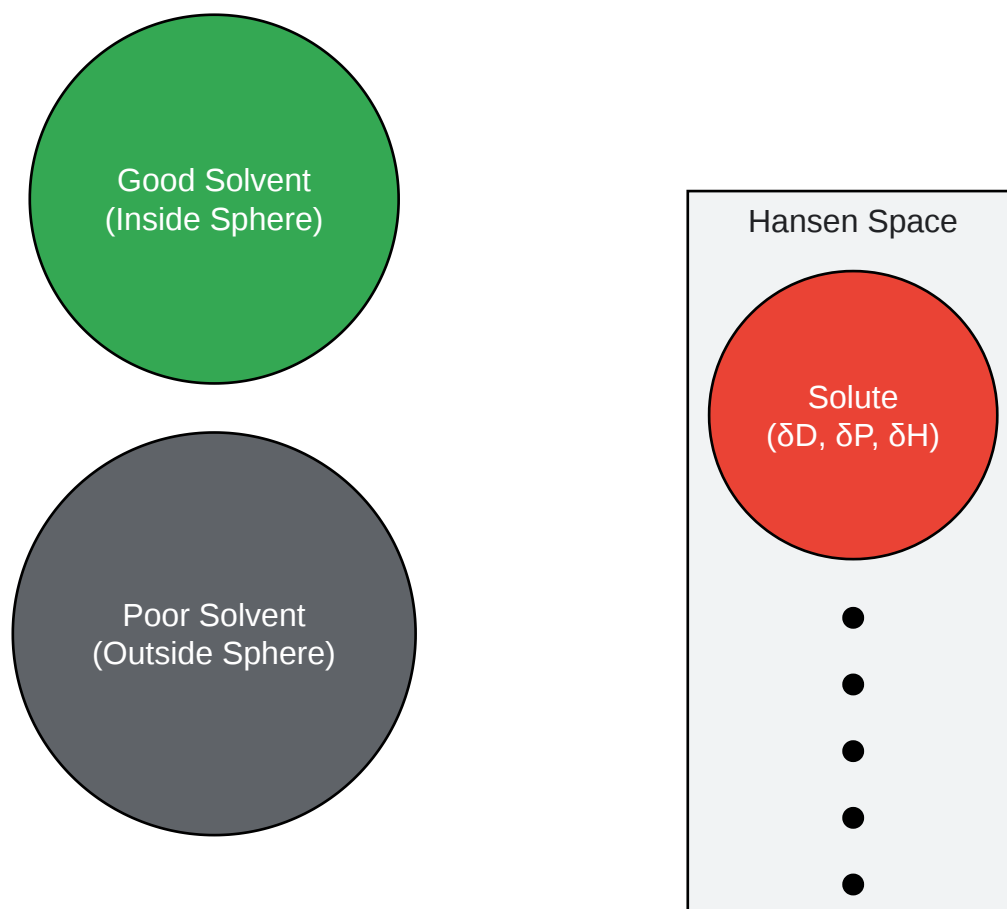 Good Solvent
(Inside Sphere)
Hansen Space
Solute
(δD, δP, δH)
Poor Solvent
(Outside Sphere)